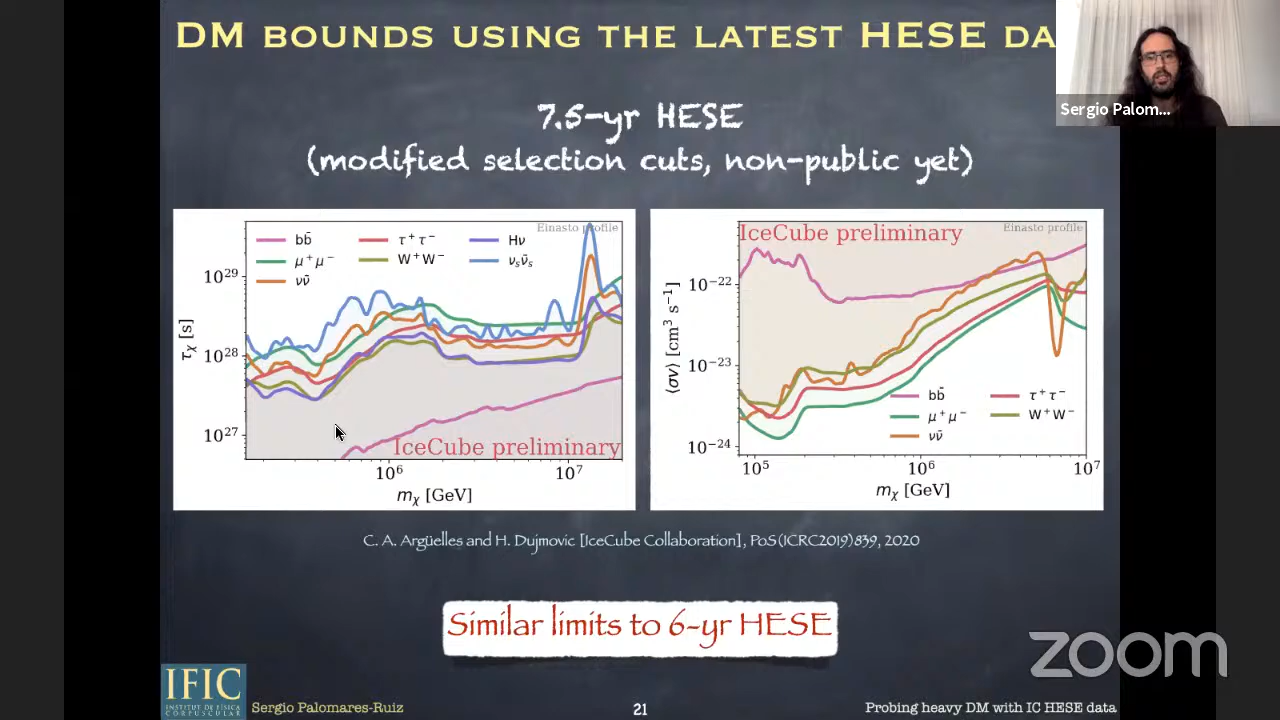 DM BOUNDS USING THE LATEST HESE DA
Sergio Palom...
7.5-yr HESE
(modified selection cuts, non-public yet)
Einasto profile
bb̄
τ⁺τ⁻
Hν
μ⁺μ⁻
W⁺W⁻
νₛν̄ₛ
νν̄
10²⁹
10²⁸
10²⁷
τχ [s]
IceCube preliminary
10⁶
10⁷
mχ [GeV]
IceCube preliminary
Einasto profile
10⁻²²
10⁻²³
10⁻²⁴
⟨σv⟩ [cm³ s⁻¹]
bb̄
τ⁺τ⁻
μ⁺μ⁻
W⁺W⁻
νν̄
10⁵
10⁶
10⁷
mχ [GeV]
C. A. Argüelles and H. Dujmovic [IceCube Collaboration], PoS(ICRC2019)839, 2020
Similar limits to 6-yr HESE
zoom
IFIC
INSTITUT DE FÍSICA
CORPUSCULAR
Sergio Palomares-Ruiz
21
Probing heavy DM with IC HESE data